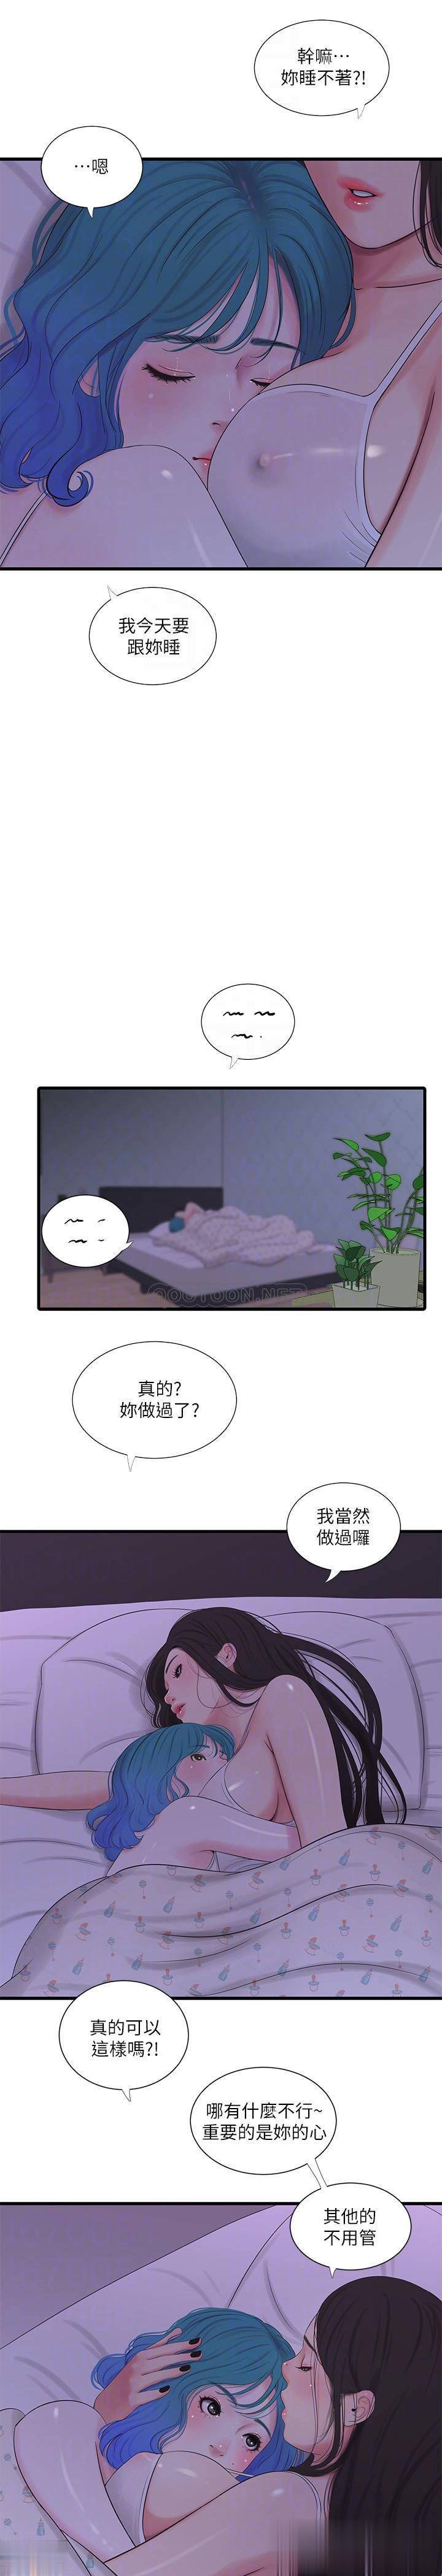 幹嘛…
妳睡不著?!
…嗯
我今天要
跟妳睡
TOON.NET
真的?
妳做過了?
我當然
做過囉
真的可以
這樣嗎?!
哪有什麼不行~
重要的是妳的心
其他的
不用管